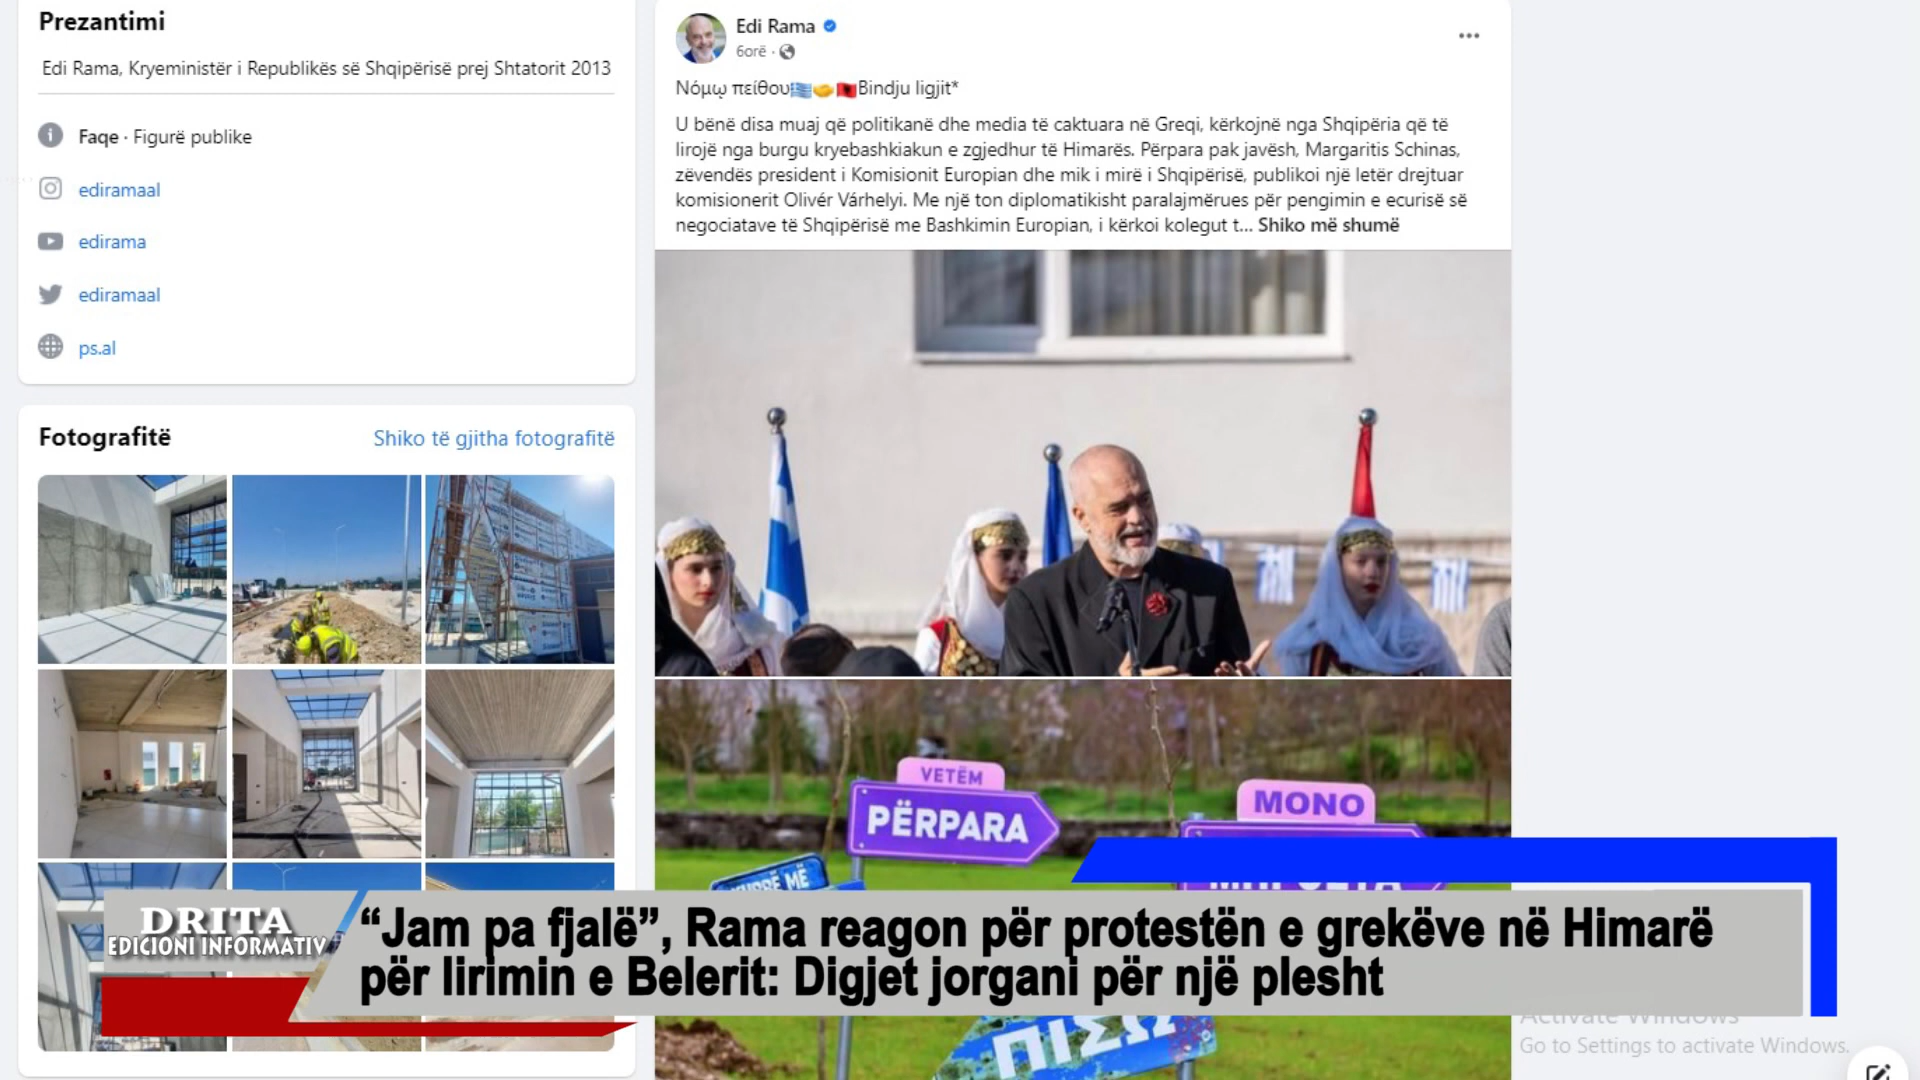 Prezantimi
Edi Rama, Kryeministër i Republikës së Shqipërisë prej Shtatorit 2013
Faqe · Figurë publike
ediramaal
edirama
ediramaal
ps.al
Fotografitë
Shiko të gjitha fotografitë
Edi Rama
6orë ·
Νόμῳ πείθου🇬🇷🤝🇦🇱Bindju ligjit*
U bënë disa muaj që politikanë dhe media të caktuara në Greqi, kërkojnë nga Shqipëria që të
lirojë nga burgu kryebashkiakun e zgjedhur të Himarës. Përpara pak javësh, Margaritis Schinas,
zëvendës president i Komisionit Europian dhe mik i mirë i Shqipërisë, publikoi një letër drejtuar
komisionerit Olivér Várhelyi. Me një ton diplomatikisht paralajmërues për pengimin e ecurisë së
negociatave të Shqipërisë me Bashkimin Europian, i kërkoi kolegut t... Shiko më shumë
VETËM
PËRPARA
MONO
ΠΙΣΩ
DRITA
EDICIONI INFORMATIV
“Jam pa fjalë”, Rama reagon për protestën e grekëve në Himarë
për lirimin e Belerit: Digjet jorgani për një plesht
Activate Windows
Go to Settings to activate Windows.